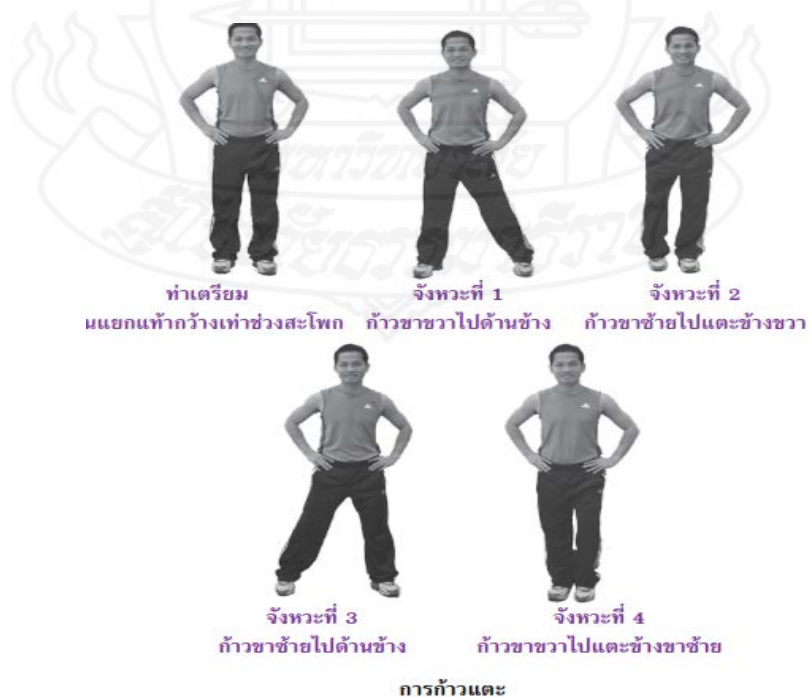 ท่าเตรียม
นแยกแท้ากว้างเท่าช่วงสะโพก
จังหวะที่ 1
ก้าวขาขวาไปด้านข้าง
จังหวะที่ 2
ก้าวขาซ้ายไปแตะข้างขวา
จังหวะที่ 3
ก้าวขาซ้ายไปด้านข้าง
จังหวะที่ 4
ก้าวขาขวาไปแตะข้างขาซ้าย
การก้าวแตะ